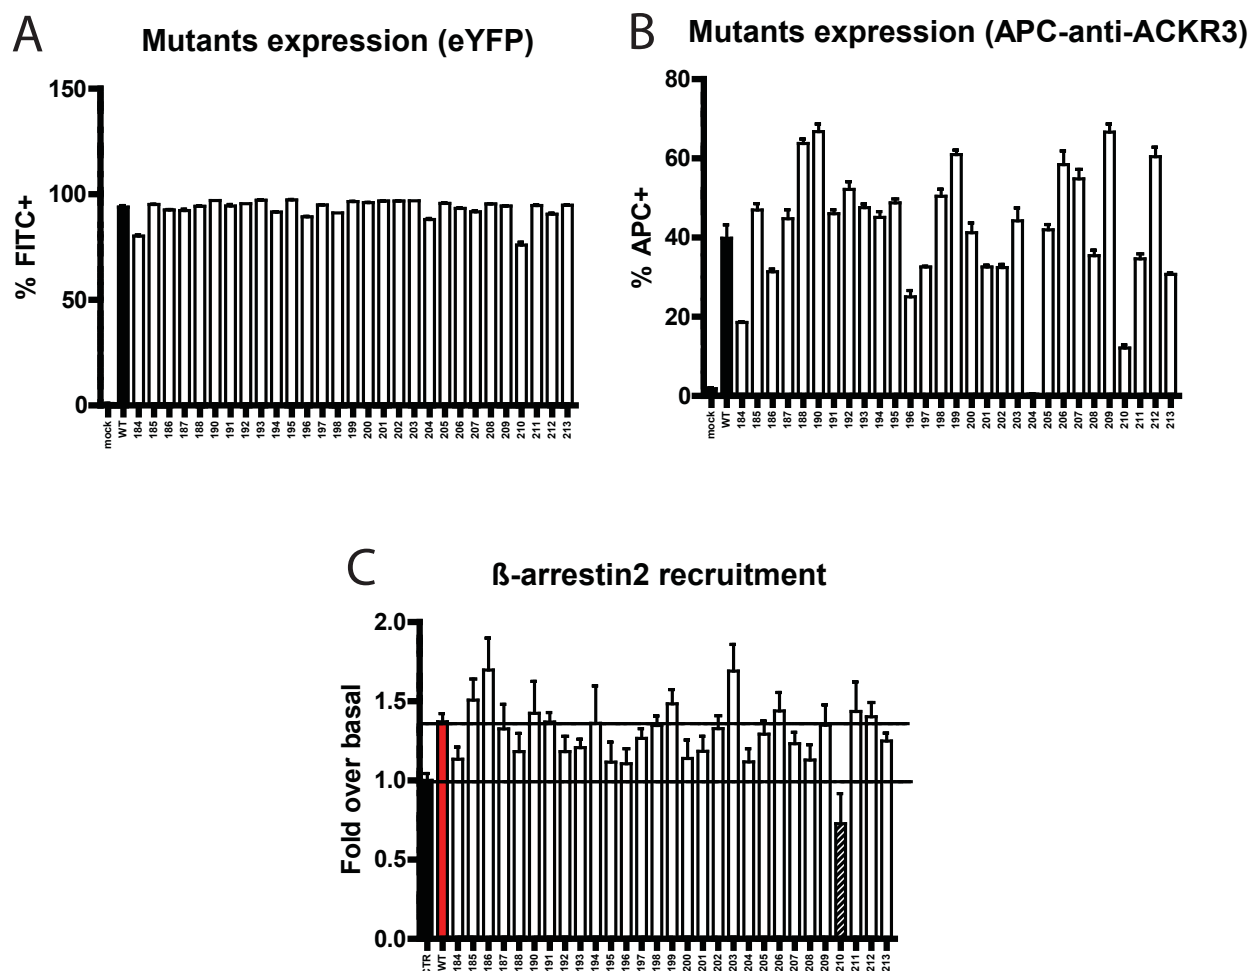 A
Mutants expression (eYFP)
% FITC+
150
100
50
0
mock WT 184 185 186 187 188 190 191 192 193 194 195 196 197 198 199 200 201 202 203 204 205 206 207 208 209 210 211 212 213
B
Mutants expression (APC-anti-ACKR3)
% APC+
80
60
40
20
0
mock WT 184 185 186 187 188 190 191 192 193 194 195 196 197 198 199 200 201 202 203 204 205 206 207 208 209 210 211 212 213
C
ß-arrestin2 recruitment
Fold over basal
2.0
1.5
1.0
0.5
0.0
CTR WT 184 185 186 187 188 190 191 192 193 194 195 196 197 198 199 200 201 202 203 204 205 206 207 208 209 210 211 212 213